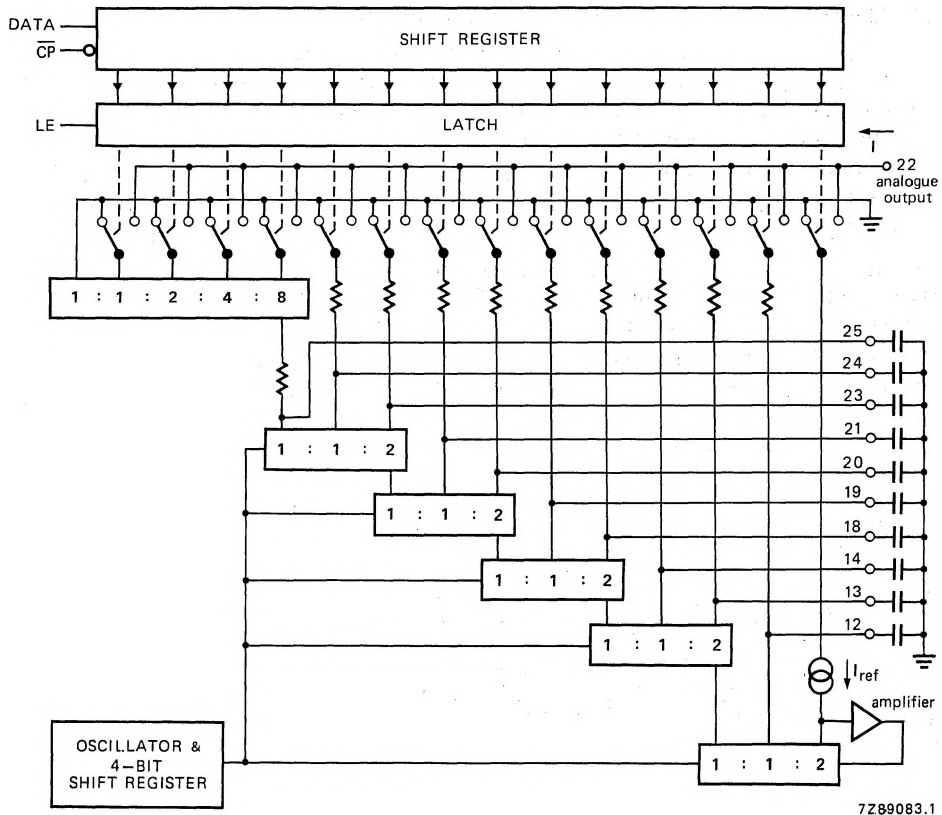 DATA
SHIFT REGISTER
CP
LE
LATCH
I
22
analogue
output
1 : 1 : 2 : 4 : 8
25
24
23
1 : 1 : 2
21
20
1 : 1 : 2
19
18
1 : 1 : 2
14
13
1 : 1 : 2
12
Iref
amplifier
OSCILLATOR &
4-BIT
SHIFT REGISTER
1 : 1 : 2
7Z89083.1